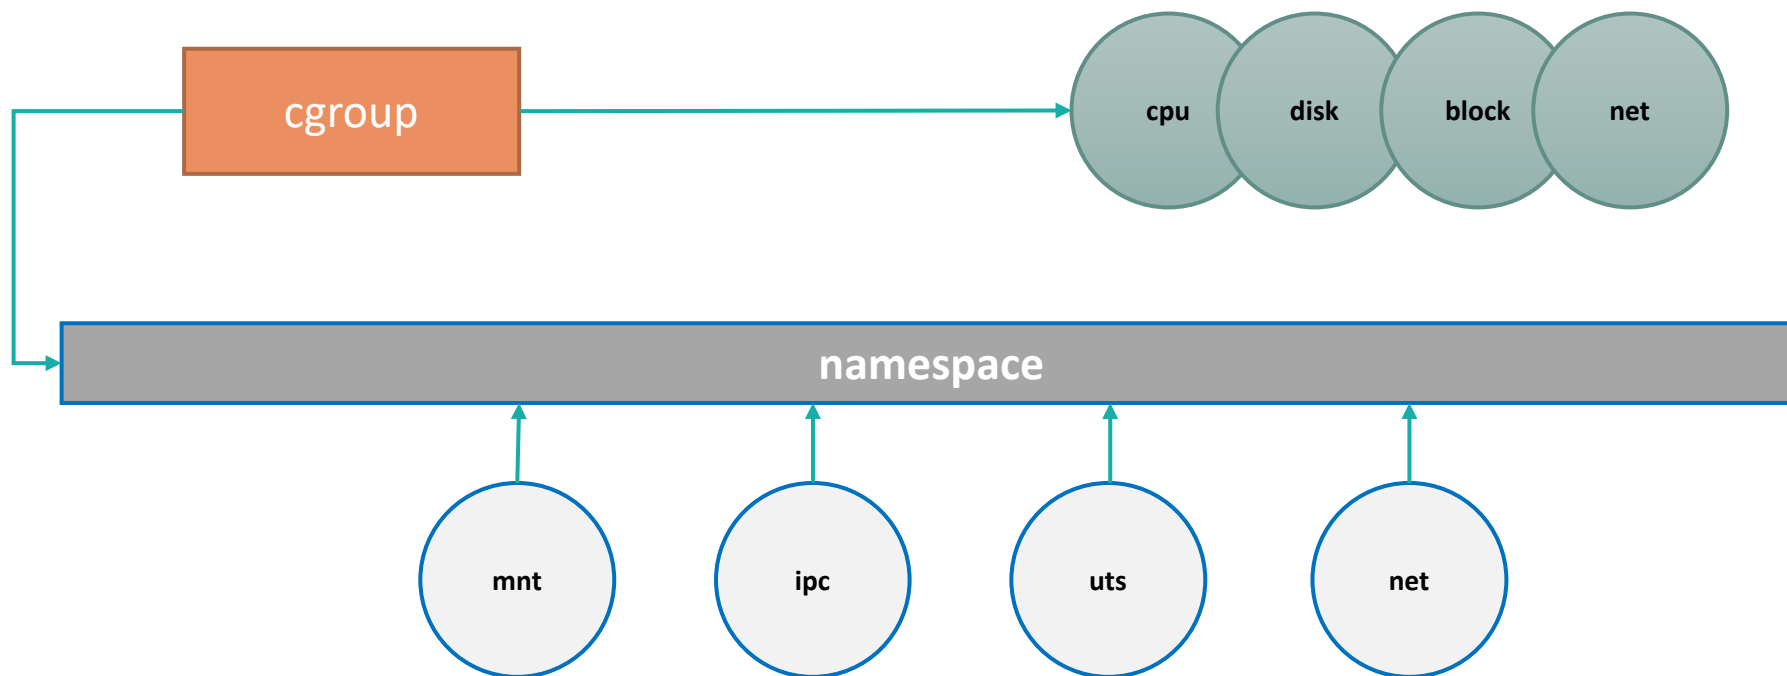 cgroup
cpu
disk
block
net
namespace
mnt
ipc
uts
net